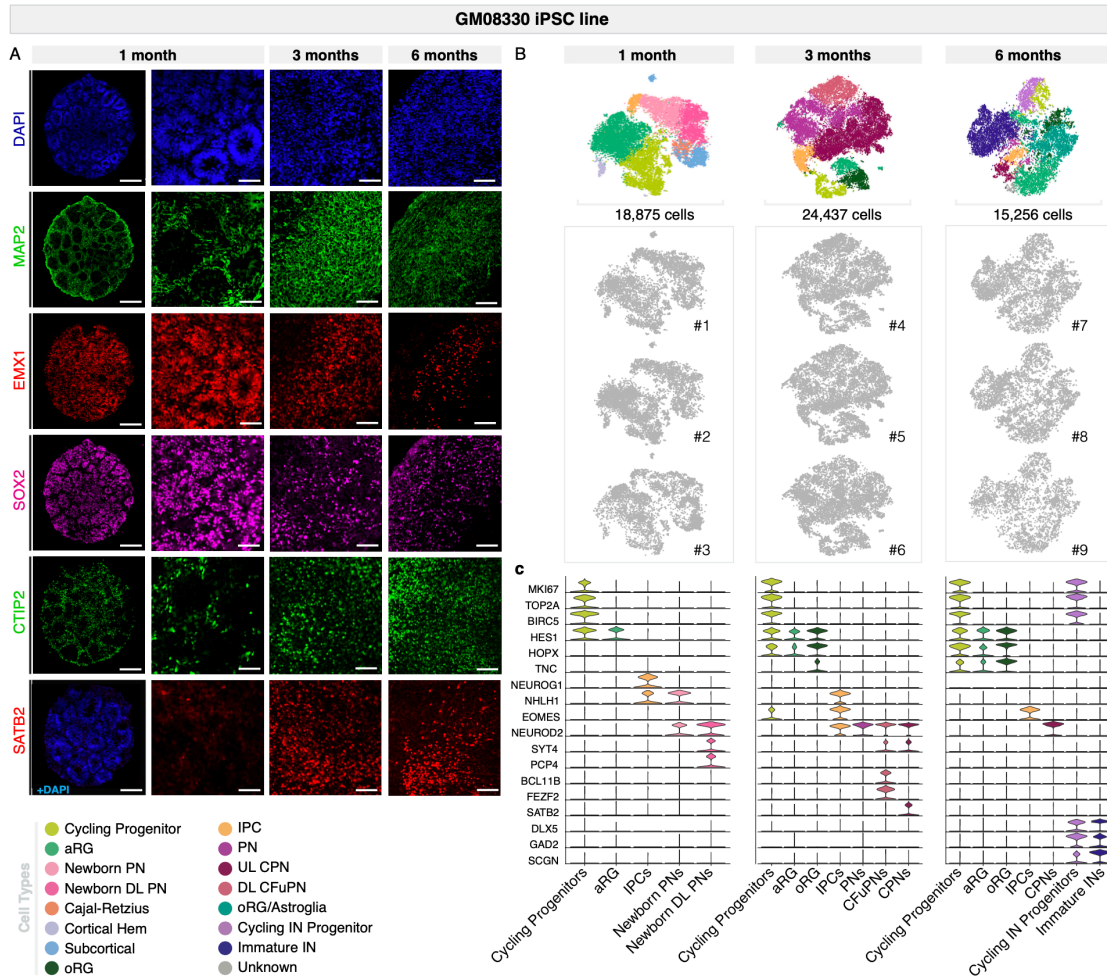 GM08330 iPSC line
A
1 month
3 months
6 months
DAPI
MAP2
EMX1
SOX2
CTIP2
SATB2
+DAPI
B
1 month
3 months
6 months
18,875 cells
24,437 cells
15,256 cells
#1
#4
#7
#2
#5
#8
#3
#6
#9
c
MKI67
TOP2A
BIRC5
HES1
HOPX
TNC
NEUROG1
NHLH1
EOMES
NEUROD2
SYT4
PCP4
BCL11B
FEZF2
SATB2
DLX5
GAD2
SCGN
Cycling Progenitors
aRG
IPCs
Newborn PNs
Newborn DL PNs
Cycling Progenitors
aRG
oRG
IPCs
PNs
CFuPNs
CPNs
Cycling Progenitors
aRG
oRG
IPCs
CPNs
Cycling IN Progenitors
Immature INs
Cell Types
Cycling Progenitor
aRG
Newborn PN
Newborn DL PN
Cajal-Retzius
Cortical Hem
Subcortical
oRG
IPC
PN
UL CPN
DL CFuPN
oRG/Astroglia
Cycling IN Progenitor
Immature IN
Unknown